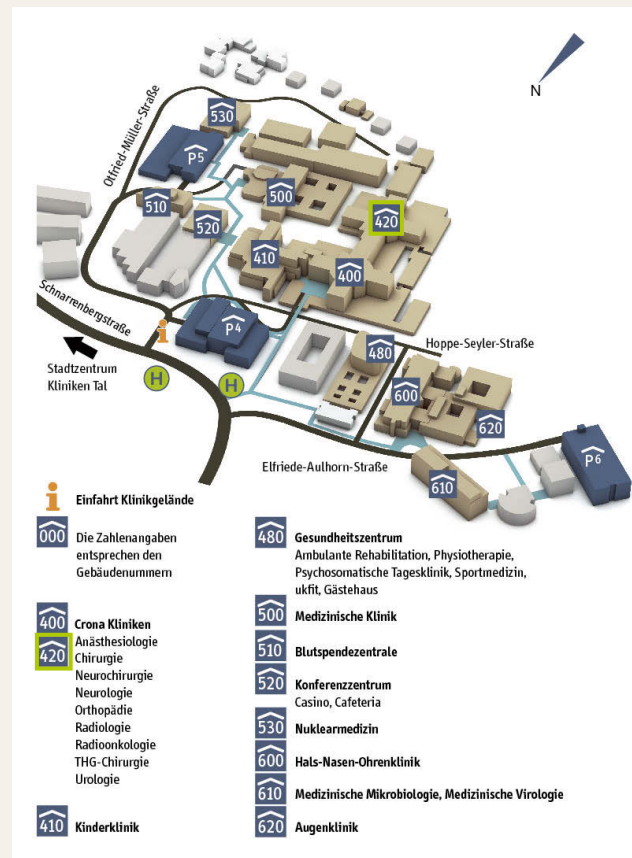 N
530
Otfried-Müller-Straße
P5
500
510
420
520
410
400
Schnarrenbergstraße
P4
i
480
Hoppe-Seyler-Straße
Stadtzentrum
Kliniken Tal
H
H
600
620
P6
Elfriede-Aulhorn-Straße
610
i Einfahrt Klinikgelände
000 Die Zahlenangaben
entsprechen den
Gebäudenummern
400 Crona Kliniken
420 Anästhesiologie
Chirurgie
Neurochirurgie
Neurologie
Orthopädie
Radiologie
Radioonkologie
THG-Chirurgie
Urologie
410 Kinderklinik
480 Gesundheitszentrum
Ambulante Rehabilitation, Physiotherapie,
Psychosomatische Tagesklinik, Sportmedizin,
ukfit, Gästehaus
500 Medizinische Klinik
510 Blutspendezentrale
520 Konferenzzentrum
Casino, Cafeteria
530 Nuklearmedizin
600 Hals-Nasen-Ohrenklinik
610 Medizinische Mikrobiologie, Medizinische Virologie
620 Augenklinik